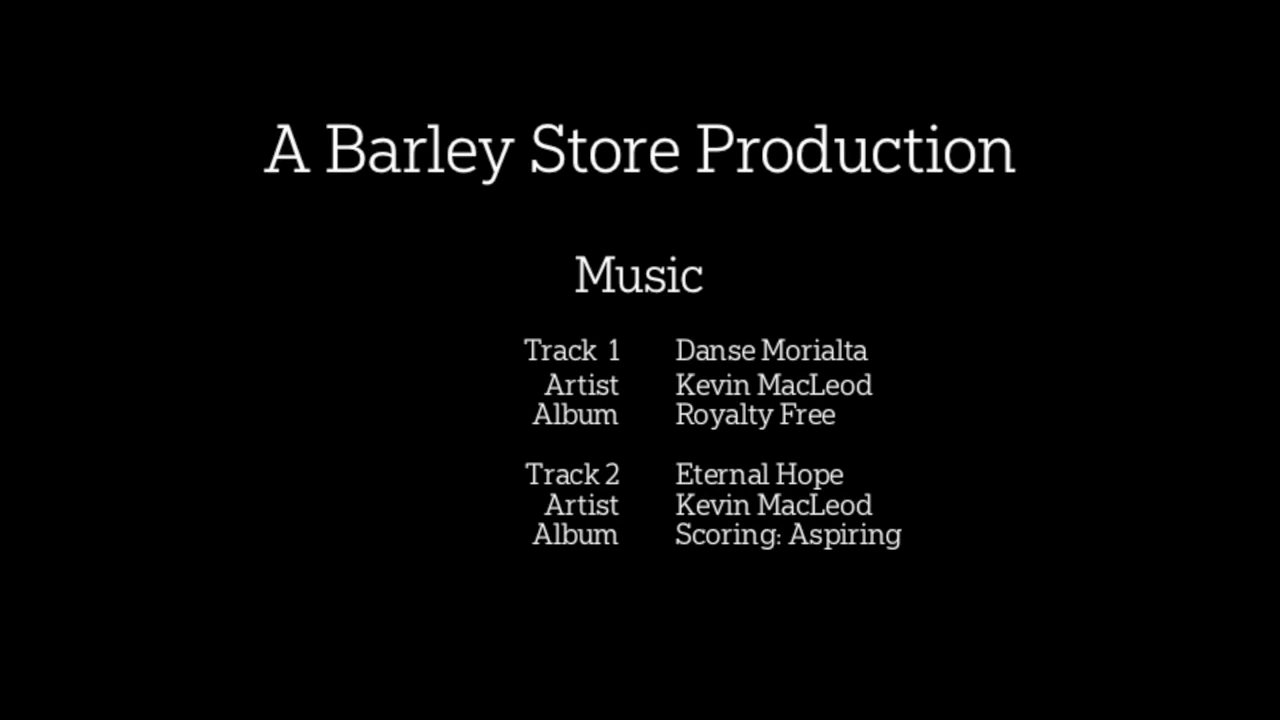 A Barley Store Production
Music
Track 1 Danse Morialta
Artist Kevin MacLeod
Album Royalty Free
Track 2 Eternal Hope
Artist Kevin MacLeod
Album Scoring: Aspiring